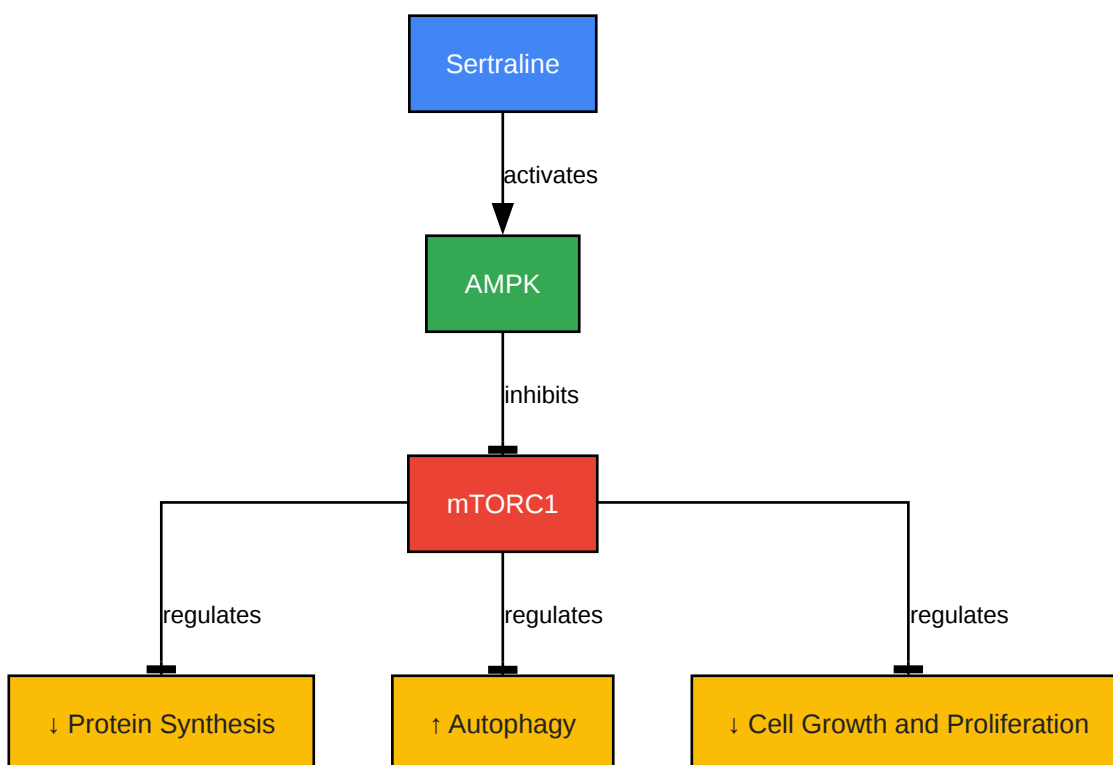 Sertraline
activates
AMPK
inhibits
mTORC1
regulates
regulates
regulates
↓ Protein Synthesis
↑ Autophagy
↓ Cell Growth and Proliferation